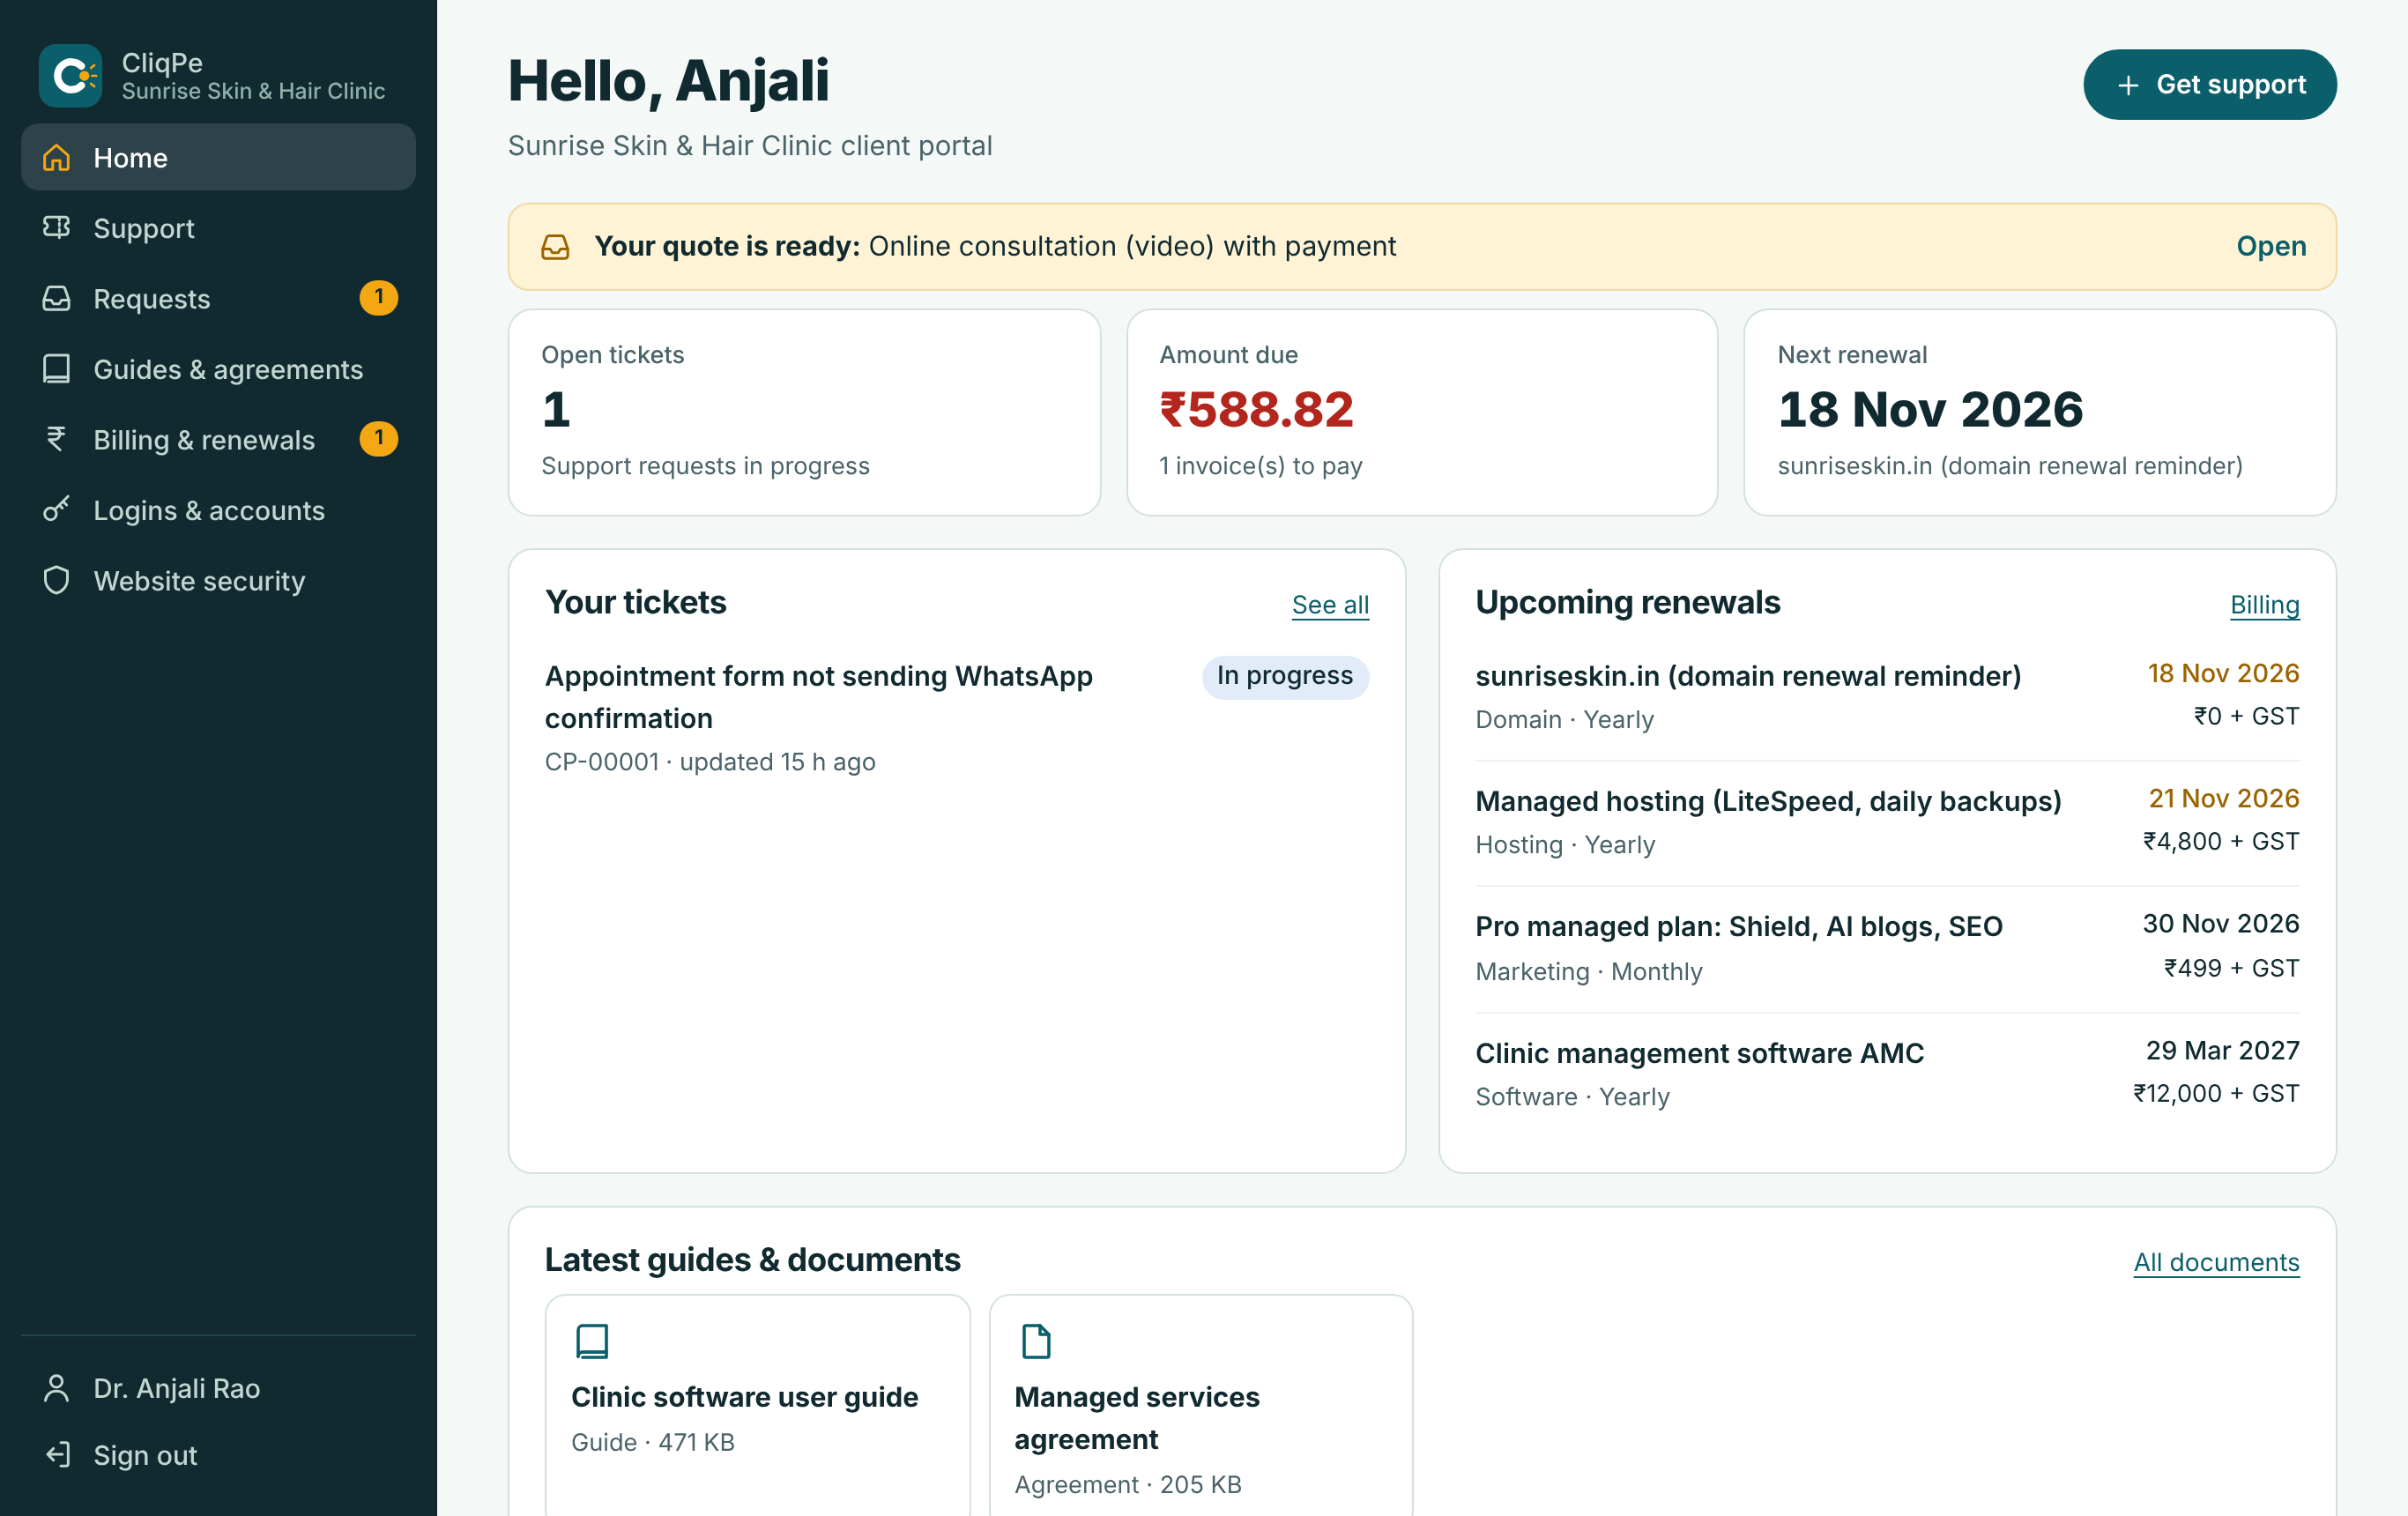 CliqPe
Sunrise Skin & Hair Clinic
Home
Support
Requests
1
Guides & agreements
Billing & renewals
1
Logins & accounts
Website security
Dr. Anjali Rao
Sign out
Hello, Anjali
Sunrise Skin & Hair Clinic client portal
+ Get support
Your quote is ready: Online consultation (video) with payment
Open
Open tickets
1
Support requests in progress
Amount due
₹588.82
1 invoice(s) to pay
Next renewal
18 Nov 2026
sunriseskin.in (domain renewal reminder)
Your tickets
See all
Appointment form not sending WhatsApp
confirmation
In progress
CP-00001 · updated 15 h ago
Upcoming renewals
Billing
sunriseskin.in (domain renewal reminder)
18 Nov 2026
Domain · Yearly
₹0 + GST
Managed hosting (LiteSpeed, daily backups)
21 Nov 2026
Hosting · Yearly
₹4,800 + GST
Pro managed plan: Shield, AI blogs, SEO
30 Nov 2026
Marketing · Monthly
₹499 + GST
Clinic management software AMC
29 Mar 2027
Software · Yearly
₹12,000 + GST
Latest guides & documents
All documents
Clinic software user guide
Guide · 471 KB
Managed services
agreement
Agreement · 205 KB